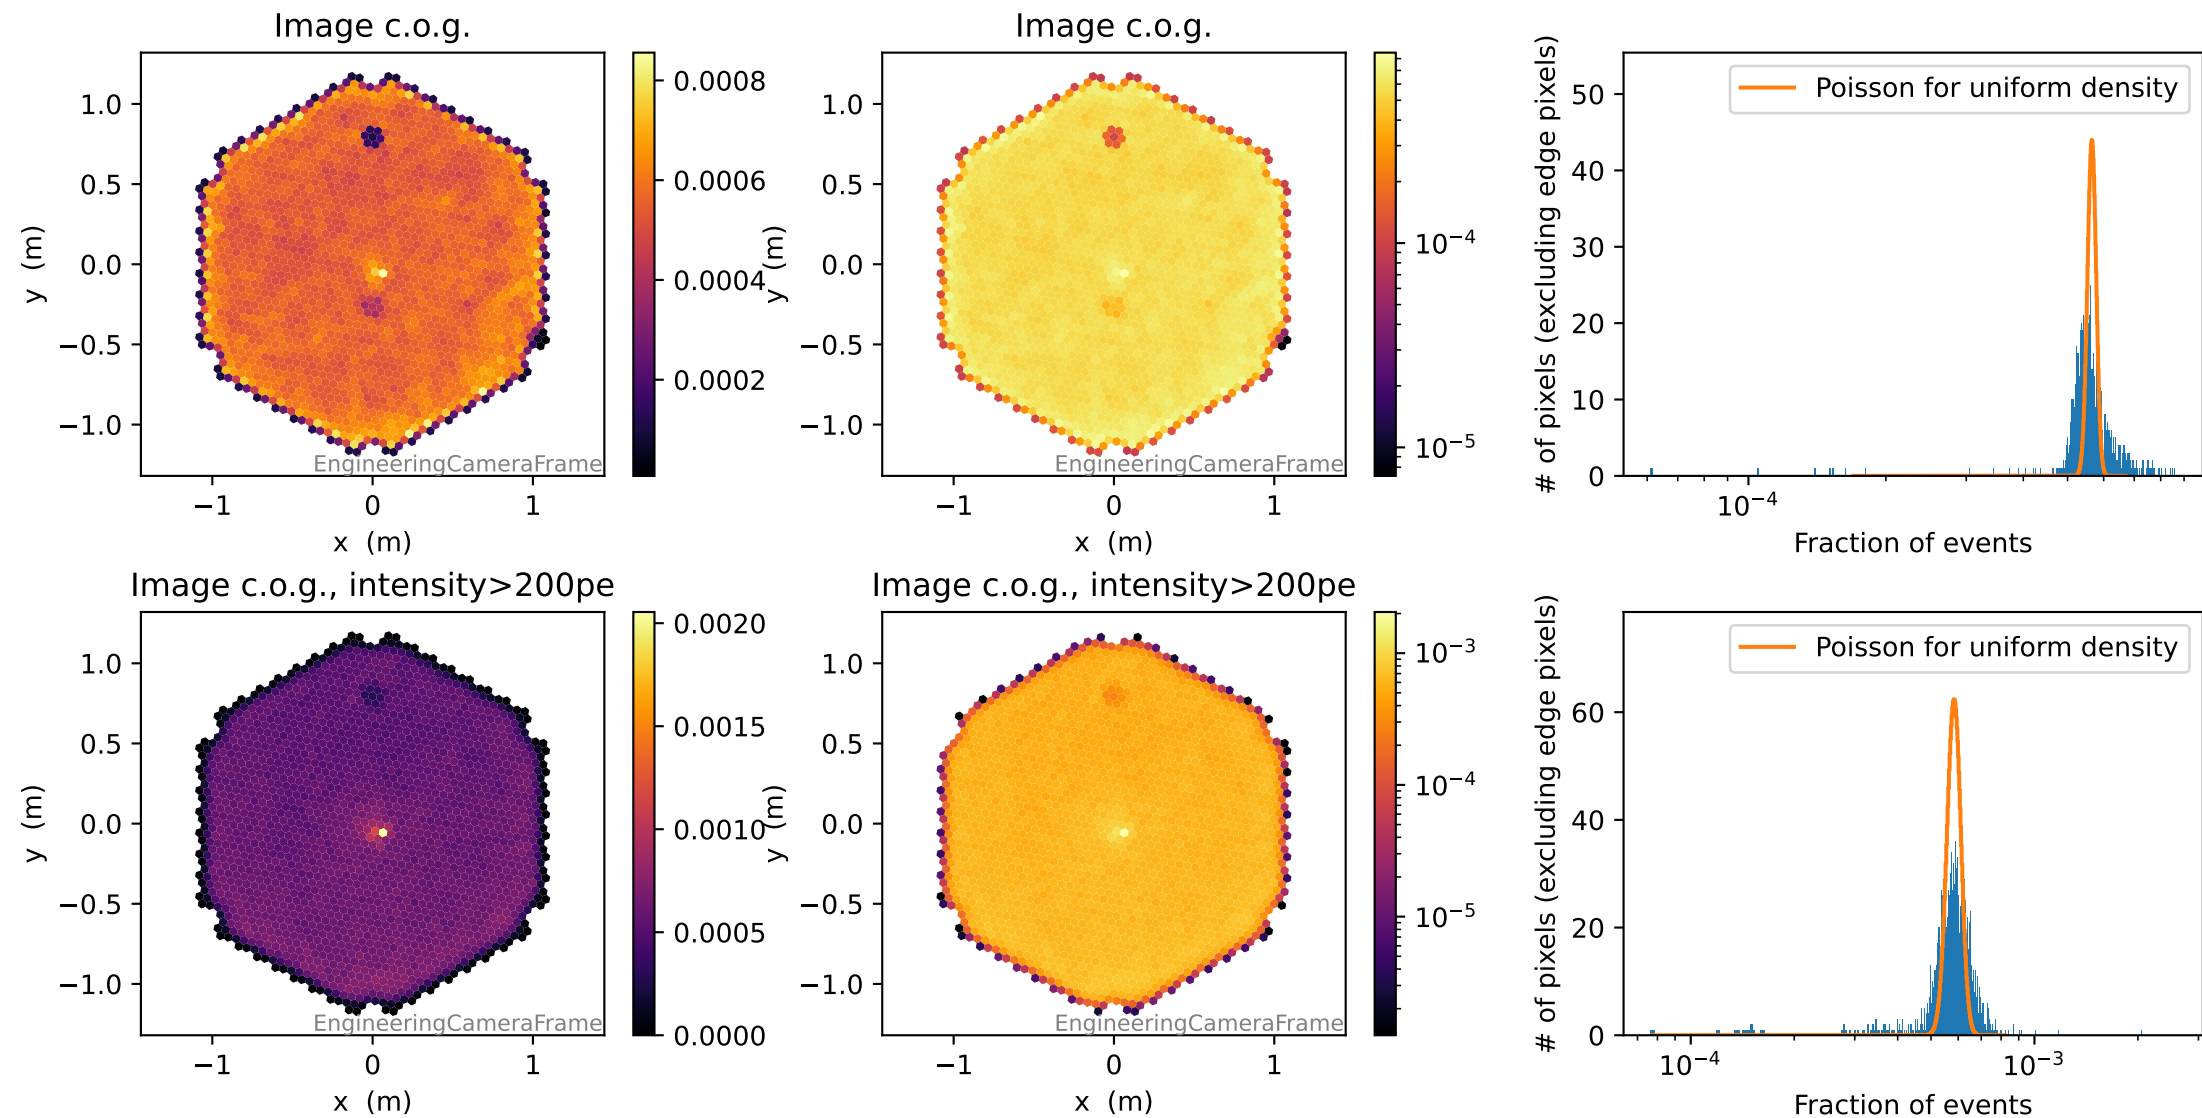 Image c.o.g.
1.0
0.5
0.0
−0.5
−1.0
y (m)
−1
0
1
x (m)
EngineeringCameraFrame
0.0008
0.0006
0.0004
0.0002
Image c.o.g.
1.0
0.5
0.0
−0.5
−1.0
y (m)
−1
0
1
x (m)
EngineeringCameraFrame
10⁻⁴
10⁻⁵
# of pixels (excluding edge pixels)
50
40
30
20
10
0
Poisson for uniform density
10⁻⁴
Fraction of events
Image c.o.g., intensity>200pe
1.0
0.5
0.0
−0.5
−1.0
y (m)
−1
0
1
x (m)
EngineeringCameraFrame
0.0020
0.0015
0.0010
0.0005
0.0000
Image c.o.g., intensity>200pe
1.0
0.5
0.0
−0.5
−1.0
y (m)
−1
0
1
x (m)
EngineeringCameraFrame
10⁻³
10⁻⁴
10⁻⁵
# of pixels (excluding edge pixels)
60
40
20
0
Poisson for uniform density
10⁻⁴
10⁻³
Fraction of events